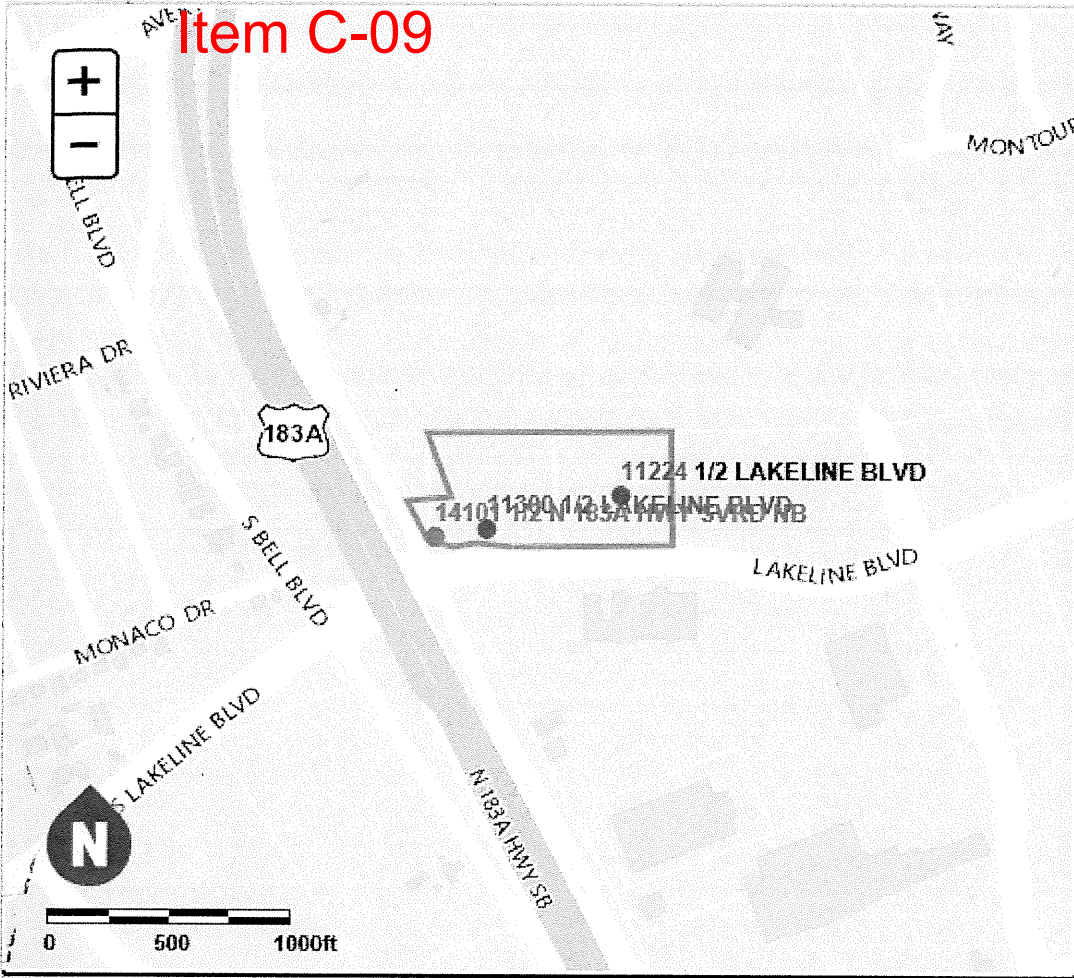 Item C-09
+
−
MONTOUR
ELL BLVD
RIVIERA DR
183A
11224 1/2 LAKELINE BLVD
11300 1/2 LAKELINE BLVD
14101 1/2 N 183A HWY SVRD NB
S BELL BLVD
LAKELINE BLVD
MONACO DR
S LAKELINE BLVD
N 183A HWY SB
N
0 500 1000ft